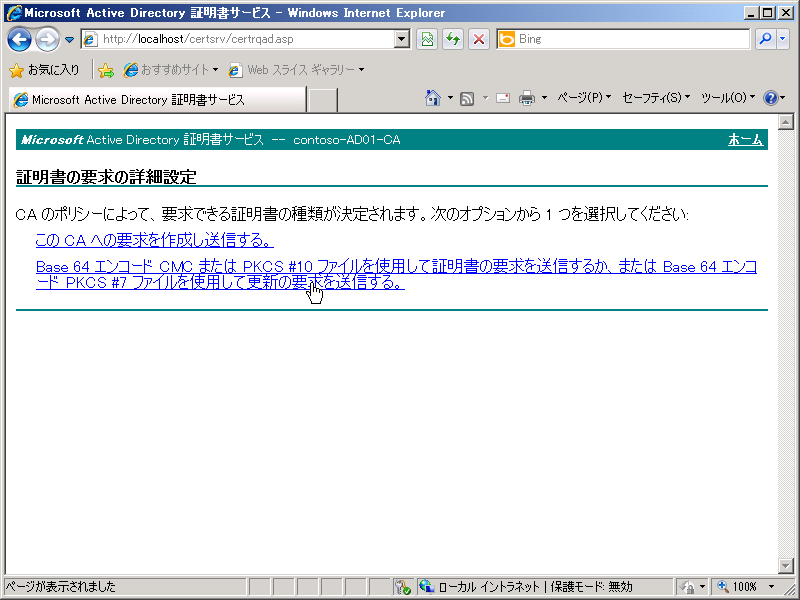 Microsoft Active Directory 証明書サービス - Windows Internet Explorer
http://localhost/certsrv/certrqad.asp
Bing
お気に入り
おすすめサイト
Web スライス ギャラリー
Microsoft Active Directory 証明書サービス
ページ(P)
セーフティ(S)
ツール(O)
Microsoft Active Directory 証明書サービス -- contoso-AD01-CA
ホーム
証明書の要求の詳細設定
CA のポリシーによって、要求できる証明書の種類が決定されます。次のオプションから 1 つを選択してください:
この CA への要求を作成し送信する。
Base 64 エンコード CMC または PKCS #10 ファイルを使用して証明書の要求を送信するか、または Base 64 エンコ
ード PKCS #7 ファイルを使用して更新の要求を送信する。
ページが表示されました
ローカル イントラネット | 保護モード: 無効
100%